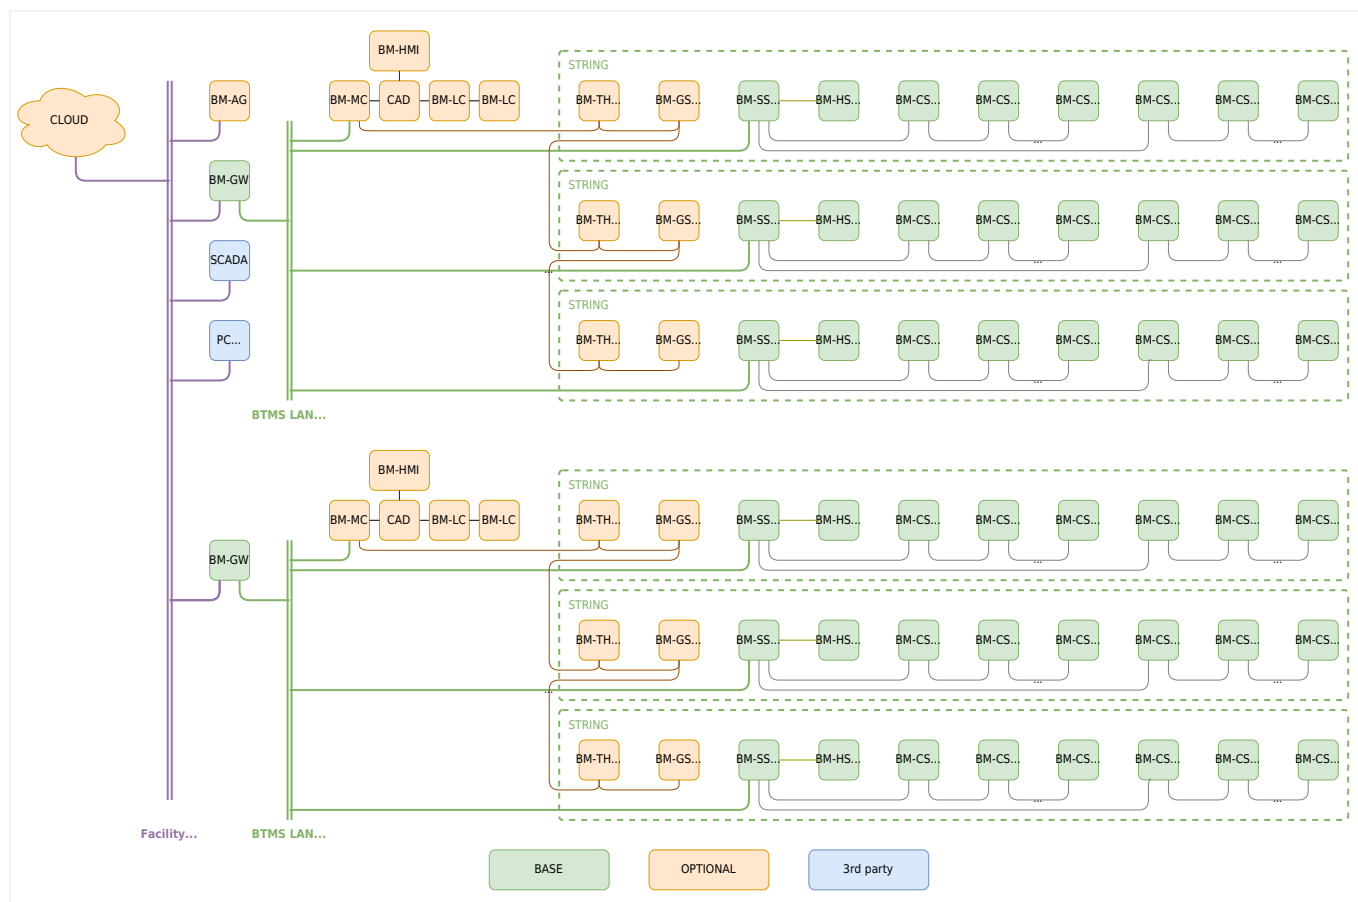 BM-HMI
STRING
CLOUD
BM-AG
BM-MC
CAD
BM-LC
BM-LC
BM-TH...
BM-GS...
BM-SS...
BM-HS...
BM-CS...
BM-CS...
BM-CS...
BM-CS...
BM-CS...
BM-CS...
...
...
BM-GW
STRING
BM-TH...
BM-GS...
BM-SS...
BM-HS...
BM-CS...
BM-CS...
BM-CS...
BM-CS...
BM-CS...
BM-CS...
SCADA
...
...
...
STRING
PC...
BM-TH...
BM-GS...
BM-SS...
BM-HS...
BM-CS...
BM-CS...
BM-CS...
BM-CS...
BM-CS...
BM-CS...
...
...
BTMS LAN...
BM-HMI
STRING
BM-MC
CAD
BM-LC
BM-LC
BM-TH...
BM-GS...
BM-SS...
BM-HS...
BM-CS...
BM-CS...
BM-CS...
BM-CS...
BM-CS...
BM-CS...
BM-GW
...
...
STRING
BM-TH...
BM-GS...
BM-SS...
BM-HS...
BM-CS...
BM-CS...
BM-CS...
BM-CS...
BM-CS...
BM-CS...
...
...
...
STRING
BM-TH...
BM-GS...
BM-SS...
BM-HS...
BM-CS...
BM-CS...
BM-CS...
BM-CS...
BM-CS...
BM-CS...
...
...
Facility...
BTMS LAN...
BASE
OPTIONAL
3rd party